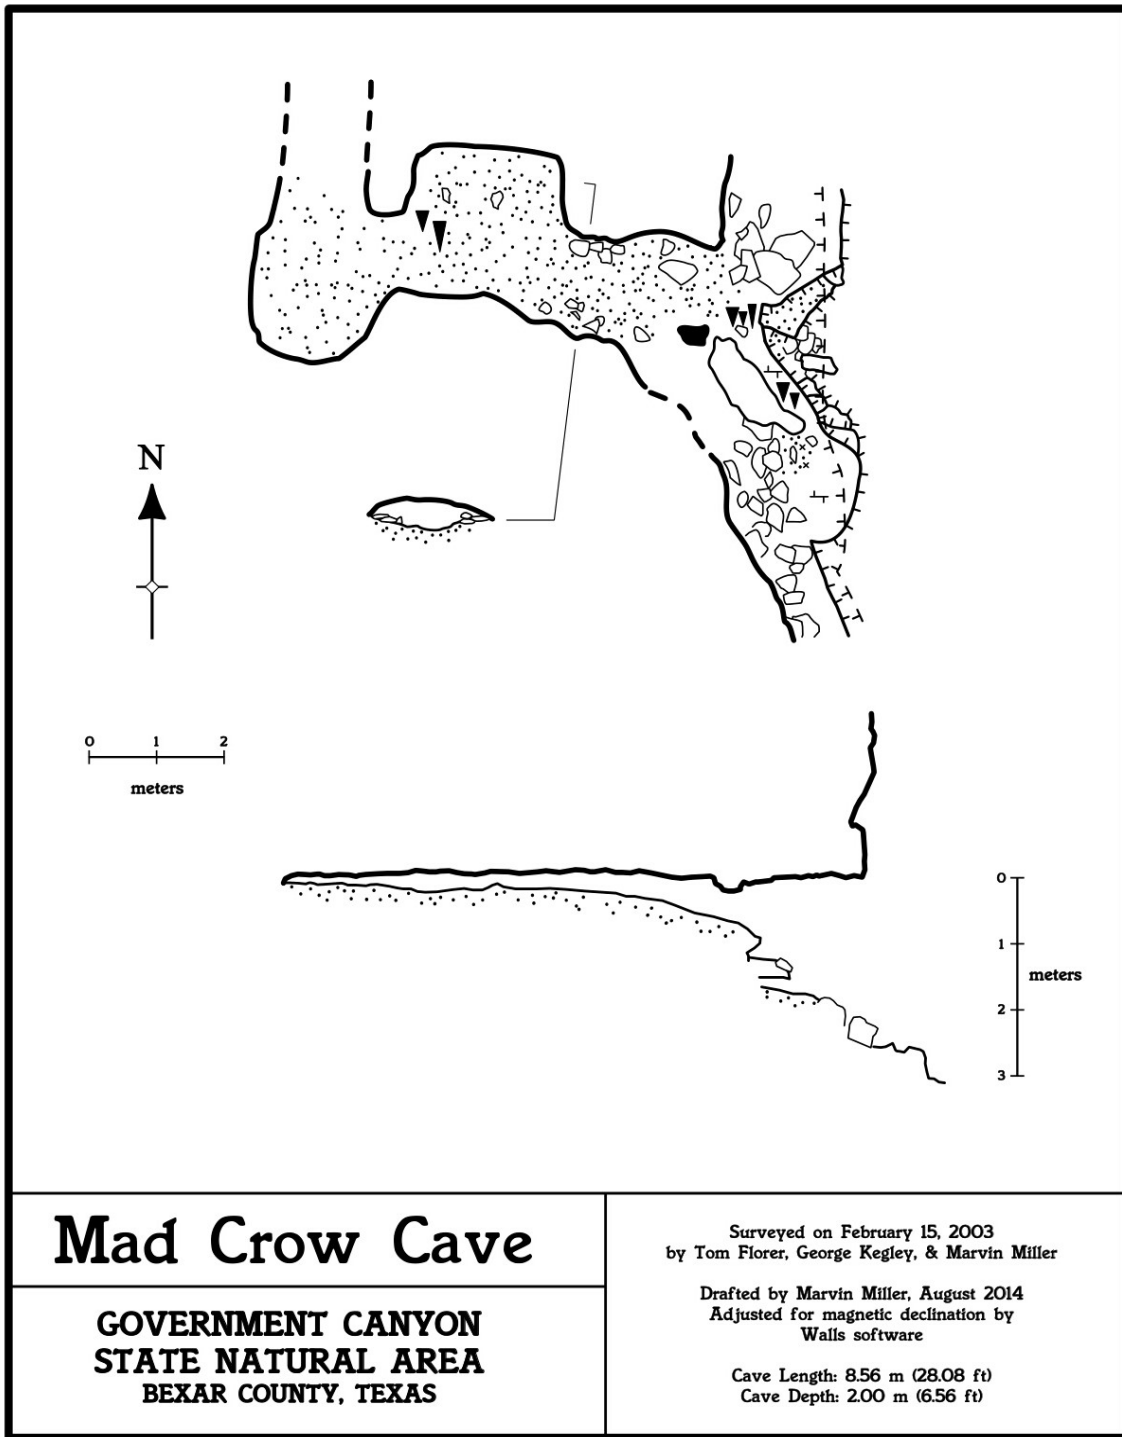 N
0 1 2
meters
0
1
meters
2
3
Mad Crow Cave
GOVERNMENT CANYON
STATE NATURAL AREA
BEXAR COUNTY, TEXAS
Surveyed on February 15, 2003
by Tom Florer, George Kegley, & Marvin Miller
Drafted by Marvin Miller, August 2014
Adjusted for magnetic declination by
Walls software
Cave Length: 8.56 m (28.08 ft)
Cave Depth: 2.00 m (6.56 ft)